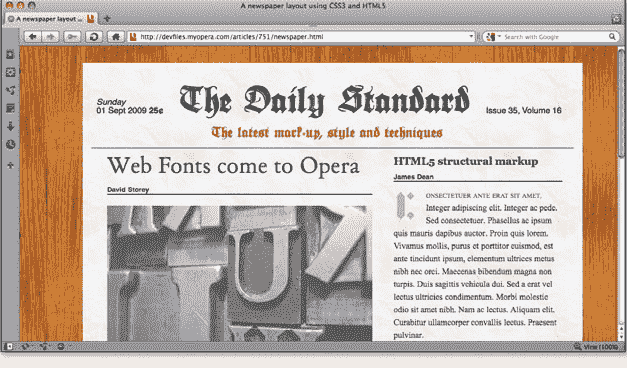 A newspaper layout using CSS3 and HTML5
A newspaper layout ...
http://devfiles.myopera.com/articles/751/newspaper.html
Search with Google
Sunday
01 Sept 2009 25¢
The Daily Standard
Issue 35, Volume 16
The latest mark-up, style and techniques
Web Fonts come to Opera
David Storey
HTML5 structural markup
James Dean
ONSECTETUER ANTE ERAT SIT AMET,
Integer adipiscing elit. Integer ac pede.
Sed consectetuer. Phasellus ac ipsum
quis mauris dapibus auctor. Proin quis lorem.
Vivamus mollis, purus et porttitor euismod, est
ante tincidunt ipsum, elementum ultrices metus
nibh nec orci. Maecenas bibendum magna non
turpis. Duis sagittis vehicula dui. Sed a erat vel
lectus ultricies condimentum. Morbi molestie
odio sit amet nibh. Nam ac lectus. Aliquam elit.
Curabitur ullamcorper convallis lectus. Praesent
pulvinar.
View (100%)